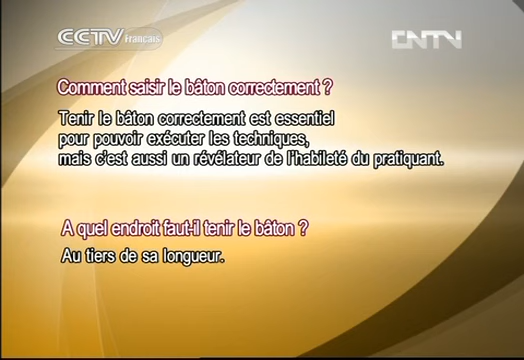 CCTV Français
CNTV
Comment saisir le bâton correctement ?
Tenir le bâton correctement est essentiel
pour pouvoir exécuter les techniques,
mais c'est aussi un révélateur de l'habileté du pratiquant.
A quel endroit faut-il tenir le bâton ?
Au tiers de sa longueur.